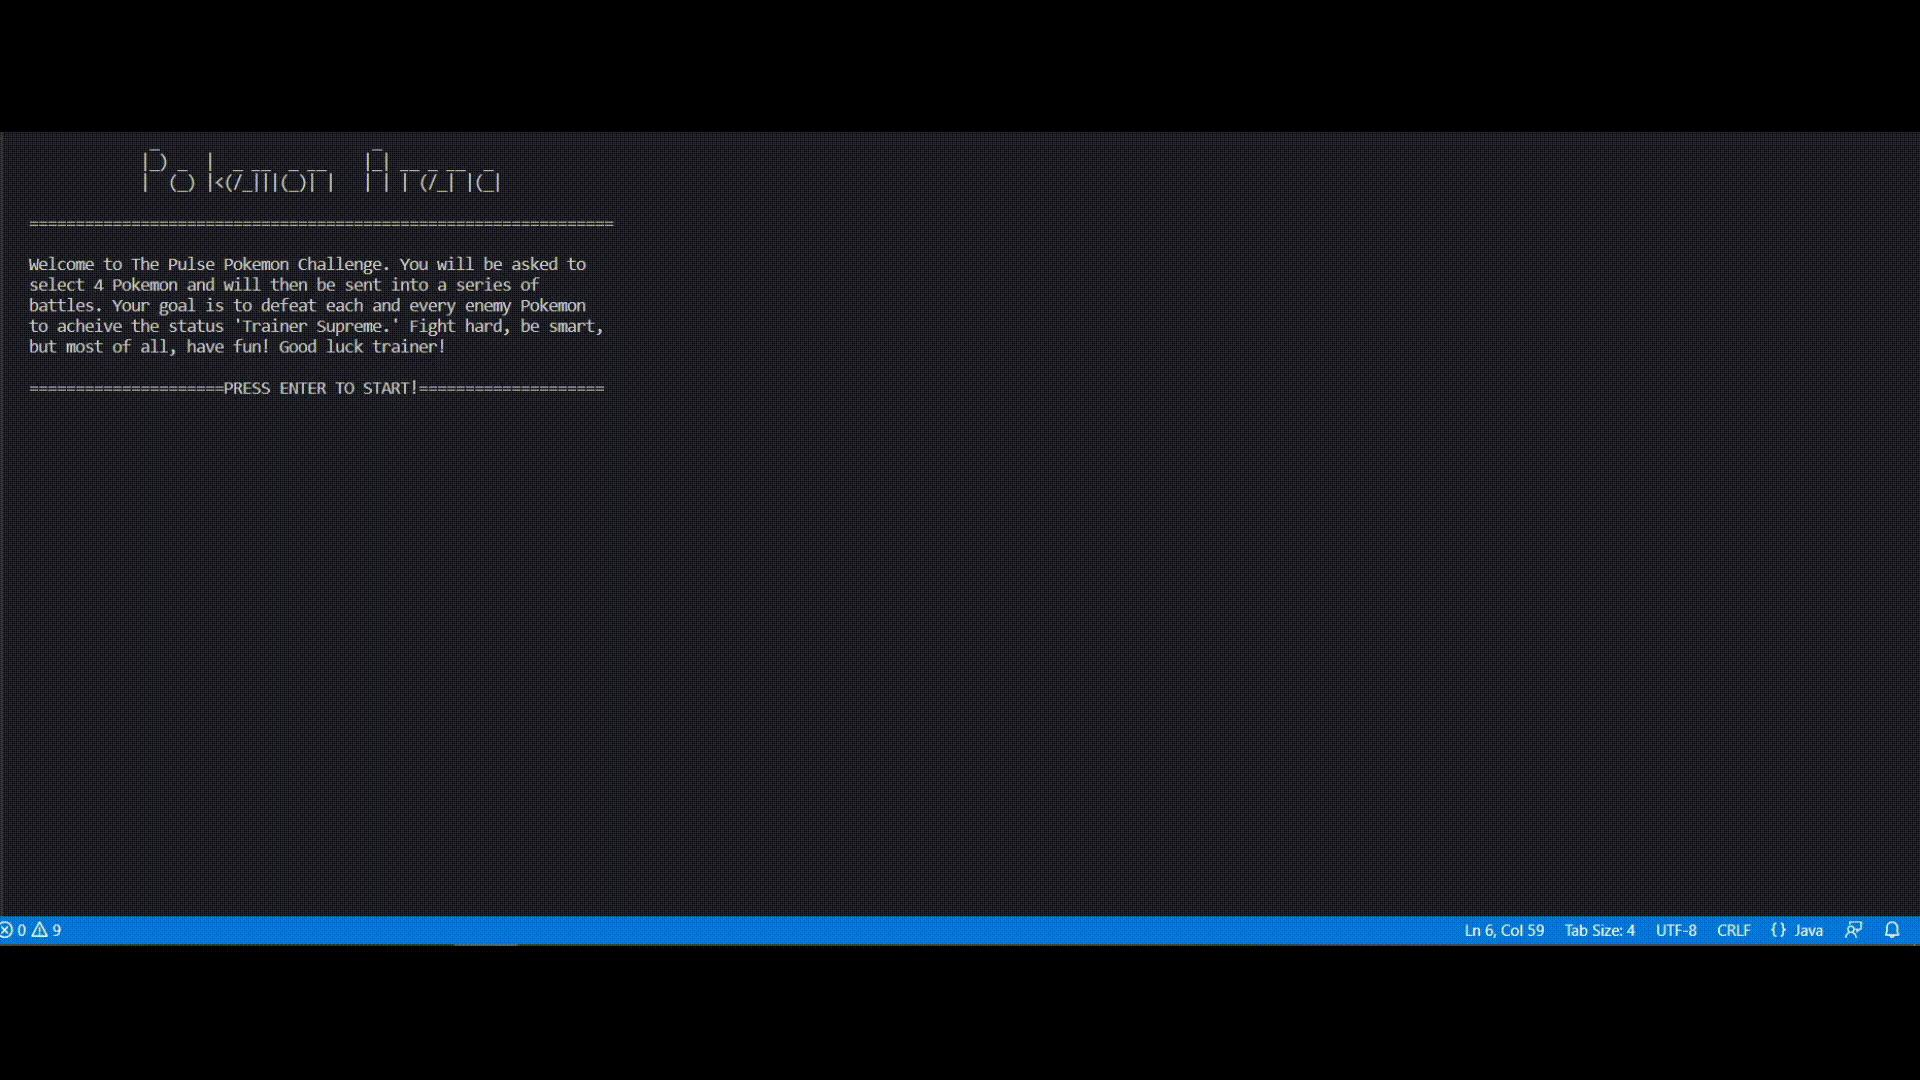 Pokemon Arena
===============================================================
Welcome to The Pulse Pokemon Challenge. You will be asked to
select 4 Pokemon and will then be sent into a series of
battles. Your goal is to defeat each and every enemy Pokemon
to acheive the status 'Trainer Supreme.' Fight hard, be smart,
but most of all, have fun! Good luck trainer!
=====================PRESS ENTER TO START!====================
0 9 Ln 6, Col 59 Tab Size: 4 UTF-8 CRLF {} Java